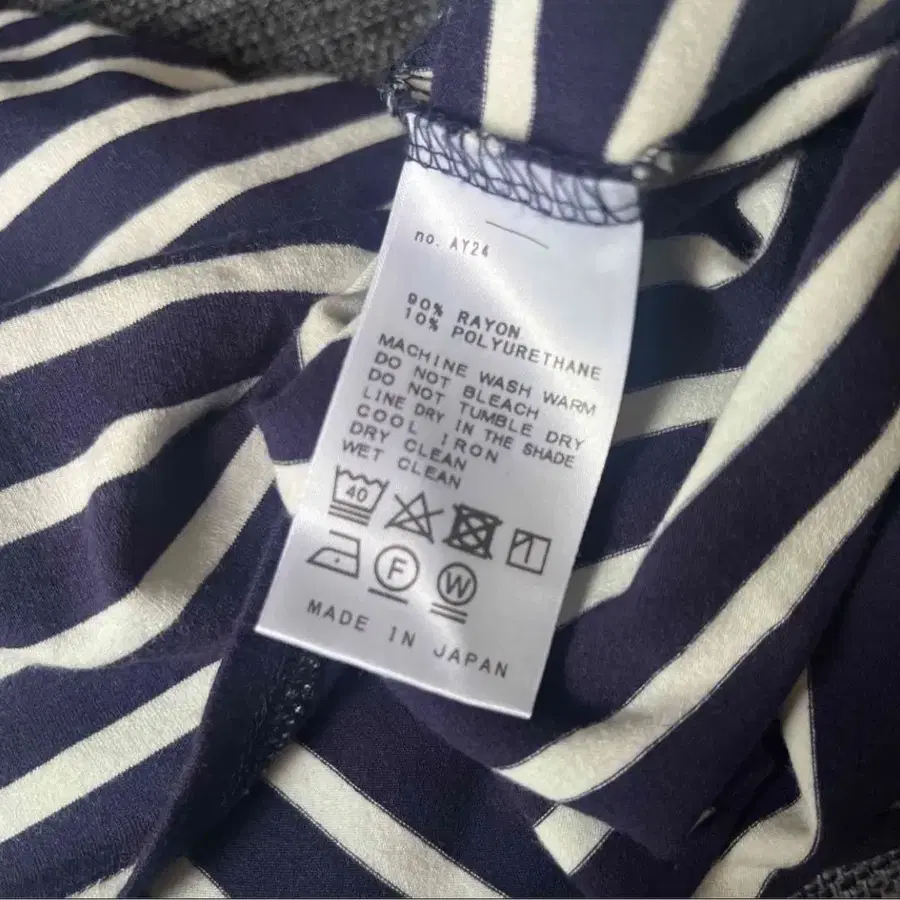 no. AY24
90% RAYON
10% POLYURETHANE
MACHINE WASH WARM
DO NOT BLEACH
DO NOT TUMBLE DRY
LINE DRY IN THE SHADE
COOL IRON
DRY CLEAN
WET CLEAN
40
F W
MADE IN JAPAN